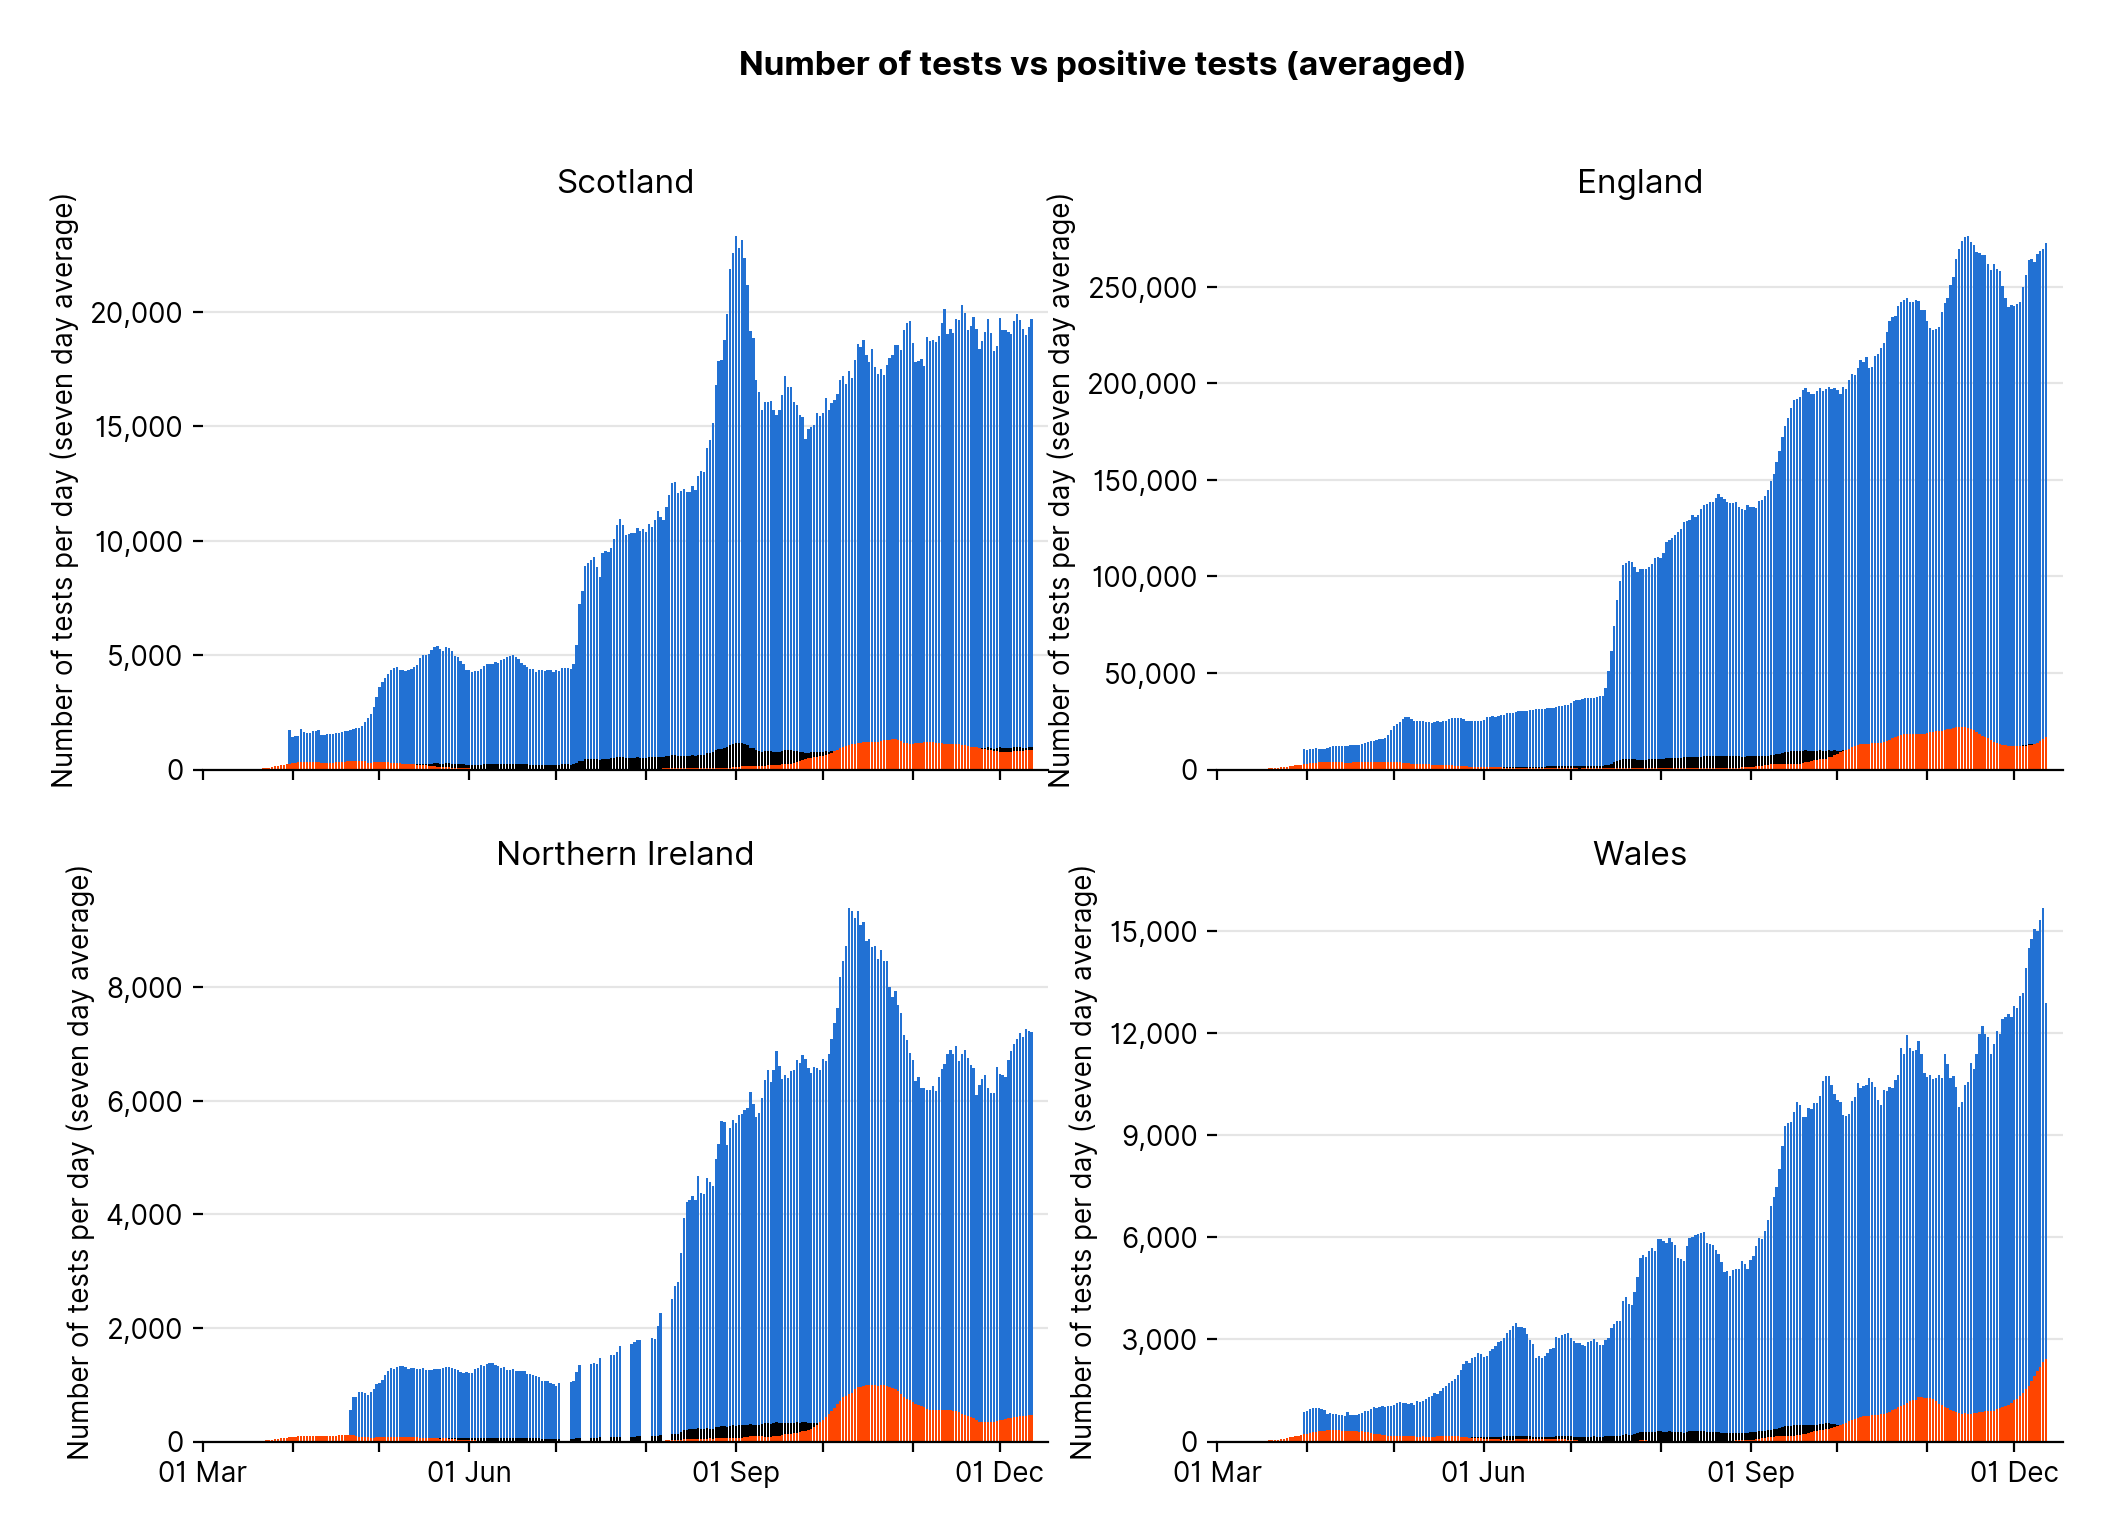 Number of tests vs positive tests (averaged)
Scotland
Number of tests per day (seven day average)
20,000
15,000
10,000
5,000
0
England
Number of tests per day (seven day average)
250,000
200,000
150,000
100,000
50,000
0
Northern Ireland
Number of tests per day (seven day average)
8,000
6,000
4,000
2,000
0
01 Mar 01 Jun 01 Sep 01 Dec
Wales
Number of tests per day (seven day average)
15,000
12,000
9,000
6,000
3,000
0
01 Mar 01 Jun 01 Sep 01 Dec